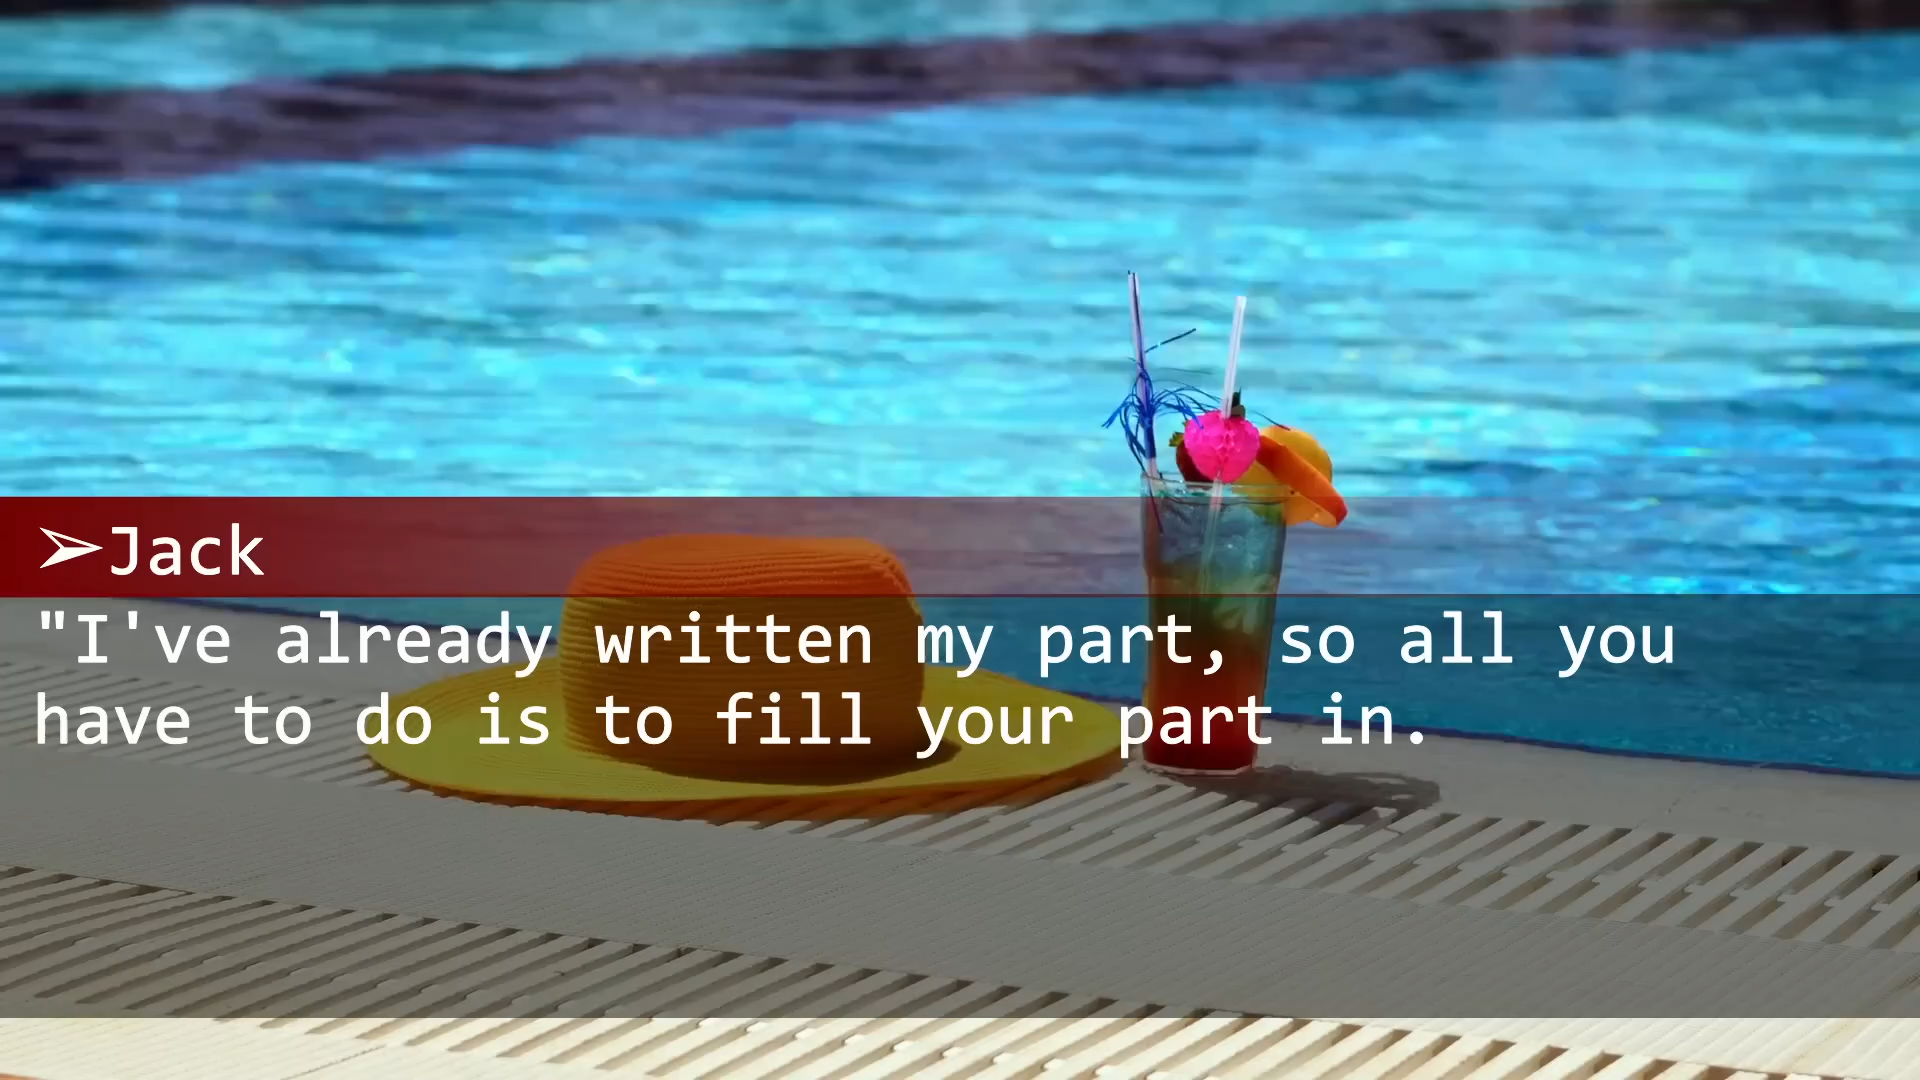 ➢Jack
"I've already written my part, so all you
have to do is to fill your part in.